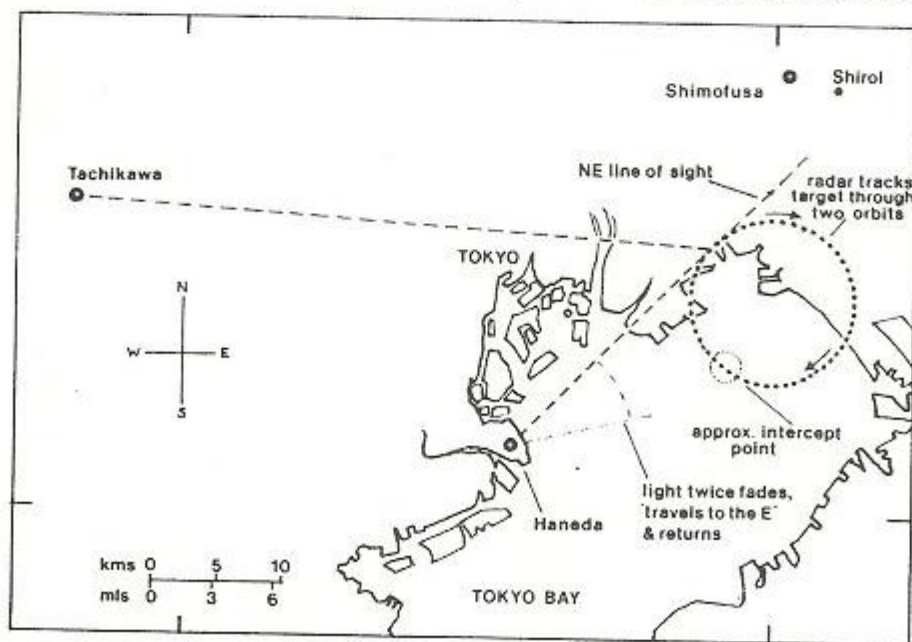 Shimofusa
Shiroi
Tachikawa
NE line of sight
radar tracks
target through
two orbits
TOKYO
N
W
E
S
approx. intercept
point
Haneda
light twice fades,
travels to the E
& returns
kms 0 5 10
mls 0 3 6
TOKYO BAY